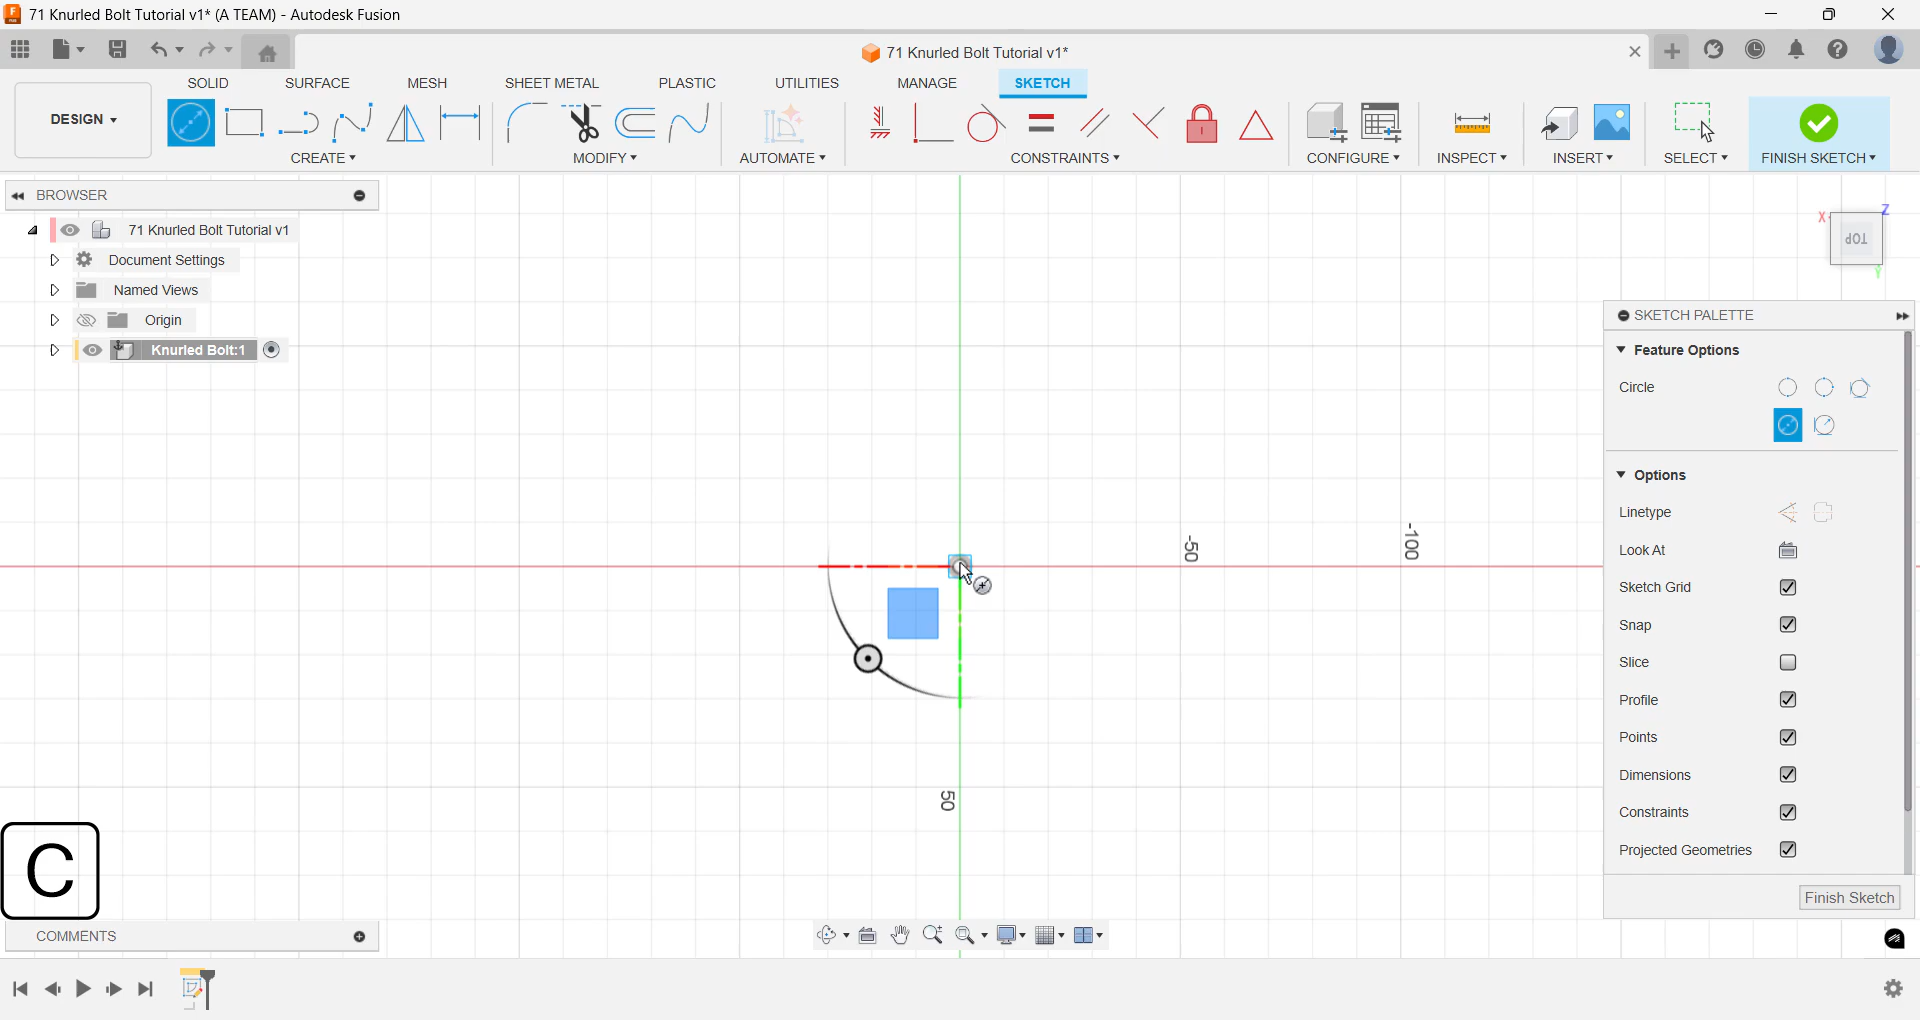 71 Knurled Bolt Tutorial v1* (A TEAM) - Autodesk Fusion
71 Knurled Bolt Tutorial v1*
SOLID SURFACE MESH SHEET METAL PLASTIC UTILITIES MANAGE SKETCH
DESIGN
CREATE MODIFY AUTOMATE CONSTRAINTS CONFIGURE INSPECT INSERT SELECT FINISH SKETCH
BROWSER
71 Knurled Bolt Tutorial v1
Document Settings
Named Views
Origin
Knurled Bolt:1
X
Z
TOP
Y
-50
-100
50
SKETCH PALETTE
Feature Options
Circle
Options
Linetype
Look At
Sketch Grid
Snap
Slice
Profile
Points
Dimensions
Constraints
Projected Geometries
Finish Sketch
C
COMMENTS